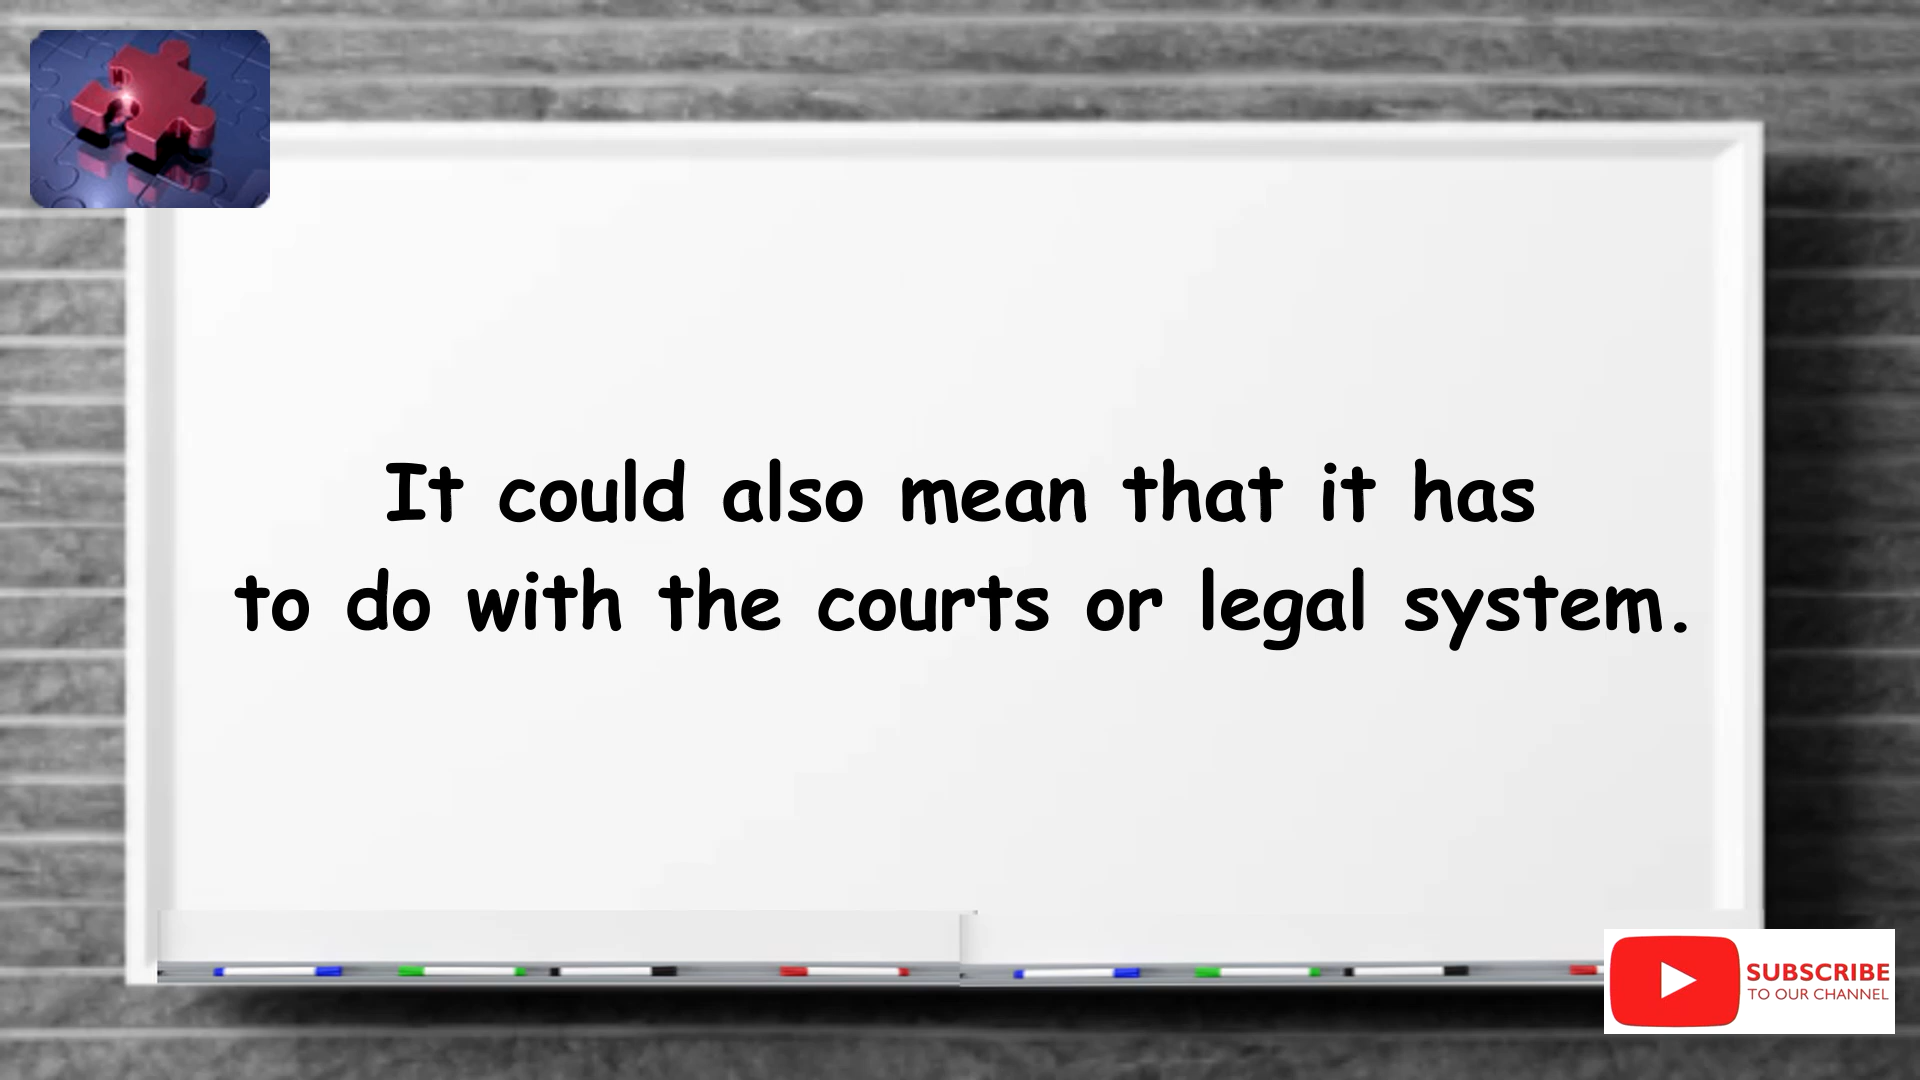 It could also mean that it has
to do with the courts or legal system.
SUBSCRIBE
TO OUR CHANNEL